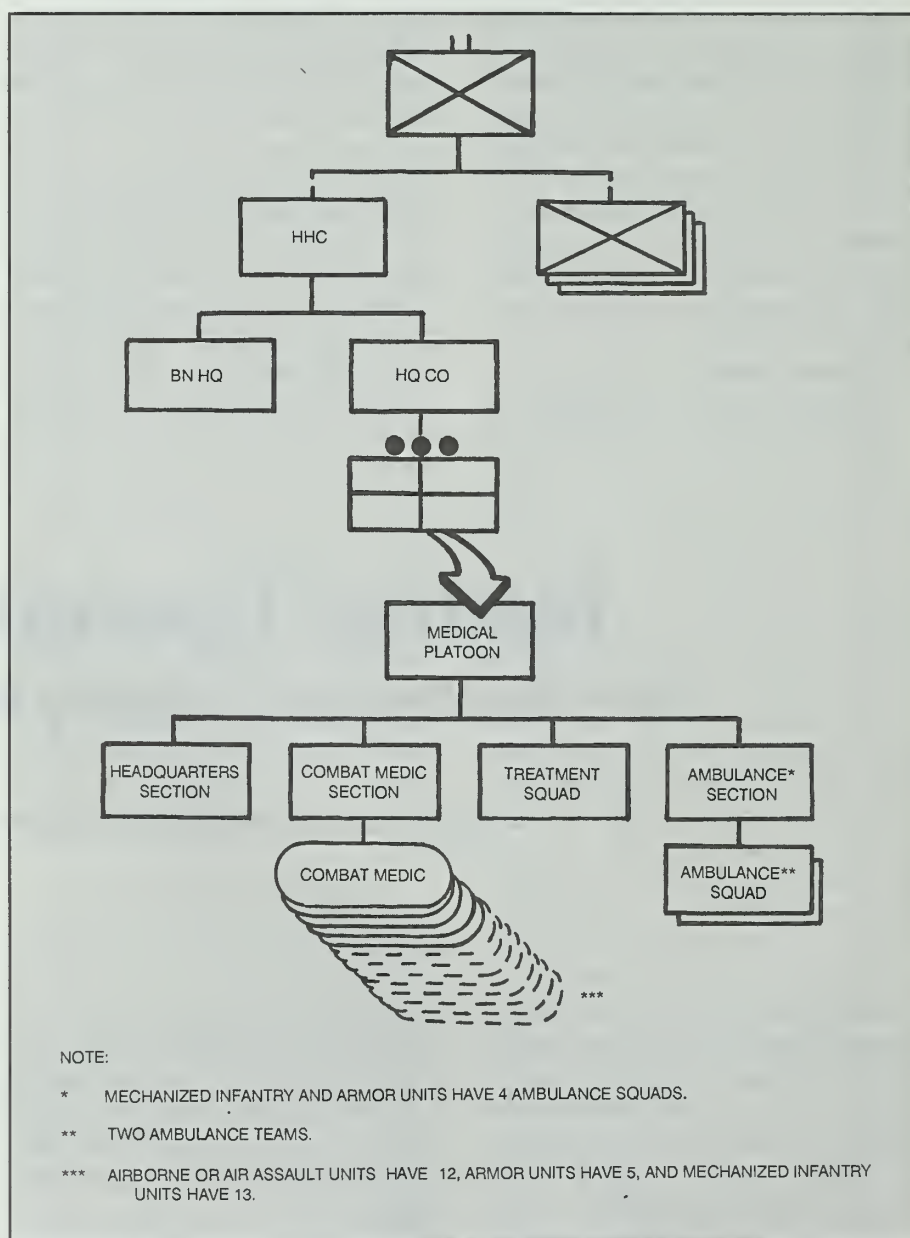 HHC
BN HQ
HQ CO
MEDICAL
PLATOON
HEADQUARTERS
SECTION
COMBAT MEDIC
SECTION
TREATMENT
SQUAD
AMBULANCE*
SECTION
COMBAT MEDIC
AMBULANCE**
SQUAD
***
NOTE:
* MECHANIZED INFANTRY AND ARMOR UNITS HAVE 4 AMBULANCE SQUADS.
** TWO AMBULANCE TEAMS.
*** AIRBORNE OR AIR ASSAULT UNITS HAVE 12, ARMOR UNITS HAVE 5, AND MECHANIZED INFANTRY
UNITS HAVE 13.